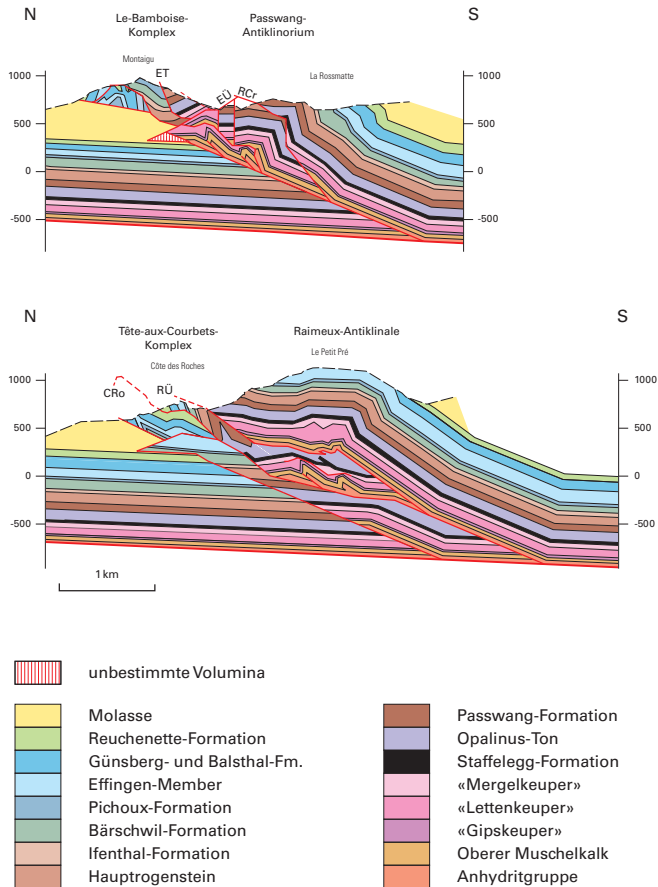 N
S
Le-Bamboise-
Komplex
Passwang-
Antiklinorium
Montaigu
La Rossmatte
ET
EÜ
RCr
1000
500
0
-500
1000
500
0
-500
N
S
Tête-aux-Courbets-
Komplex
Raimeux-Antiklinale
Côte des Roches
Le Petit Pré
CRo
RÜ
1000
500
0
-500
1000
500
0
-500
1 km
unbestimmte Volumina
Molasse
Reuchenette-Formation
Günsberg- und Balsthal-Fm.
Effingen-Member
Pichoux-Formation
Bärschwil-Formation
Ifenthal-Formation
Hauptrogenstein
Passwang-Formation
Opalinus-Ton
Staffelegg-Formation
«Mergelkeuper»
«Lettenkeuper»
«Gipskeuper»
Oberer Muschelkalk
Anhydritgruppe